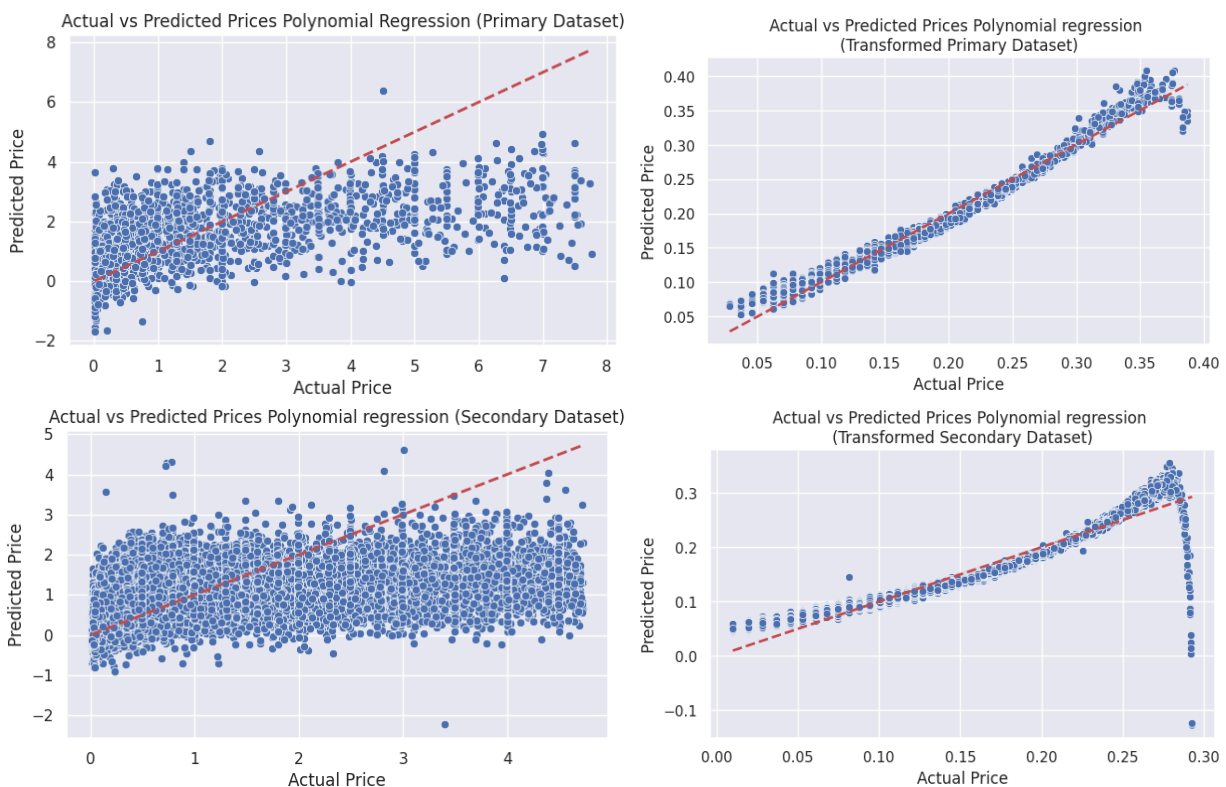 Actual vs Predicted Prices Polynomial Regression (Primary Dataset)
8
6
4
2
0
−2
Predicted Price
0 1 2 3 4 5 6 7 8
Actual Price
Actual vs Predicted Prices Polynomial regression
(Transformed Primary Dataset)
0.40
0.35
0.30
0.25
0.20
0.15
0.10
0.05
Predicted Price
0.05 0.10 0.15 0.20 0.25 0.30 0.35 0.40
Actual Price
Actual vs Predicted Prices Polynomial regression (Secondary Dataset)
5
4
3
2
1
0
−1
−2
Predicted Price
0 1 2 3 4
Actual Price
Actual vs Predicted Prices Polynomial regression
(Transformed Secondary Dataset)
0.3
0.2
0.1
0.0
−0.1
Predicted Price
0.00 0.05 0.10 0.15 0.20 0.25 0.30
Actual Price